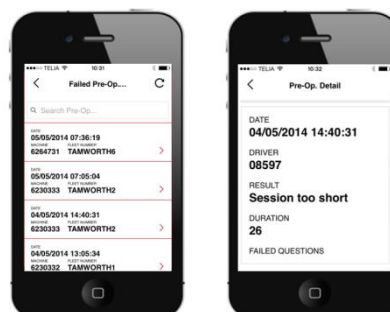 TELIA 10:31
Failed Pre-Op....
Search Pre-Op...
DATE
05/05/2014 07:36:19
MACHINE FLEET NUMBER
6264731 TAMWORTH6
DATE
05/05/2014 07:05:04
MACHINE FLEET NUMBER
6230333 TAMWORTH2
DATE
04/05/2014 14:40:31
MACHINE FLEET NUMBER
6230333 TAMWORTH2
DATE
04/05/2014 13:05:34
MACHINE FLEET NUMBER
6230332 TAMWORTH1
TELIA 10:32
Pre-Op. Detail
DATE
04/05/2014 14:40:31
DRIVER
08597
RESULT
Session too short
DURATION
26
FAILED QUESTIONS